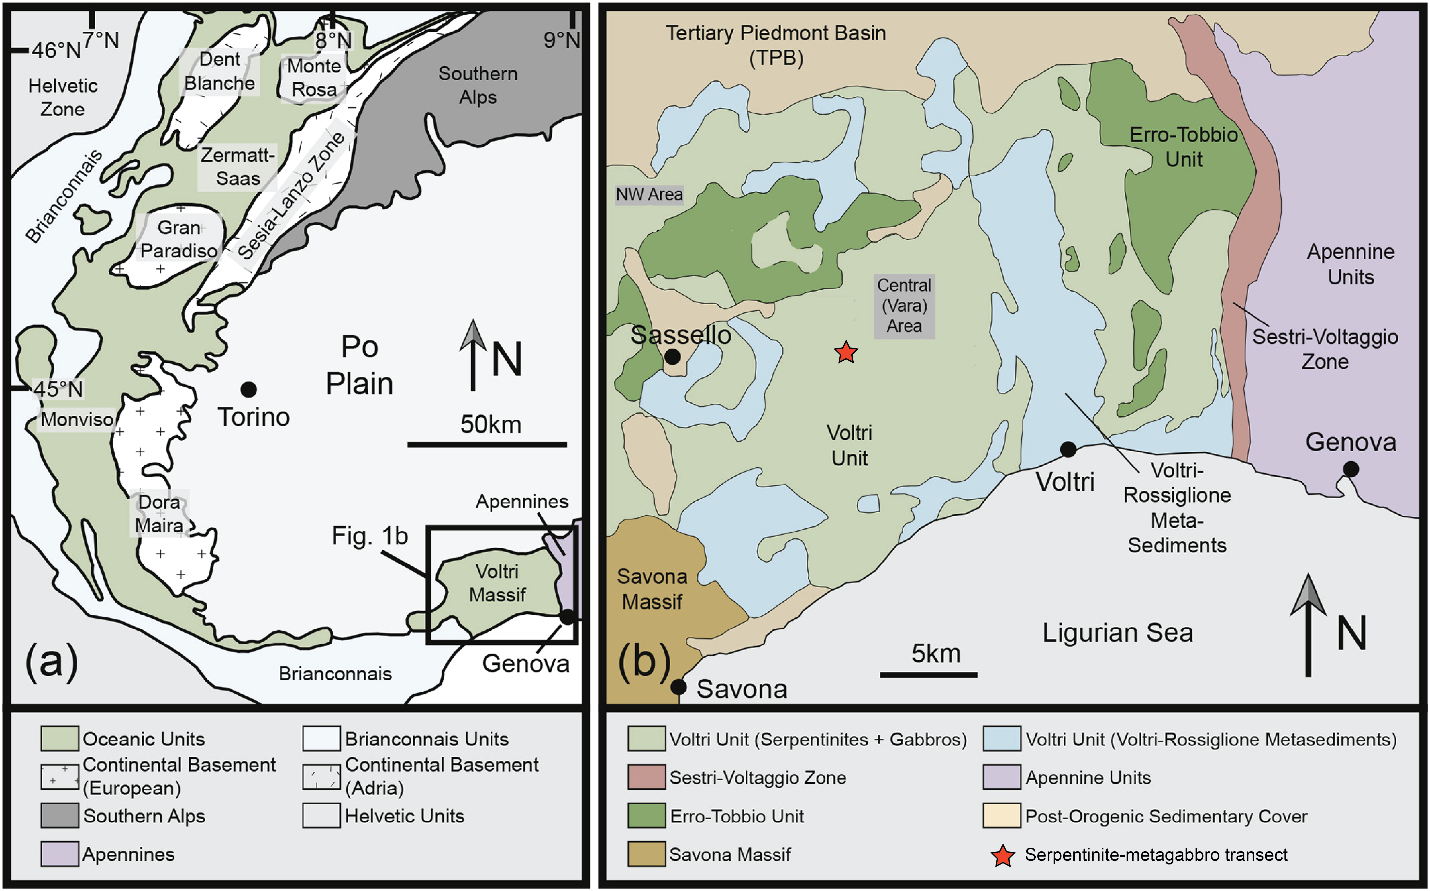 46°N
7°N
8°N
9°N
Helvetic
Zone
Dent
Blanche
Monte
Rosa
Southern
Alps
Zermatt-
Saas
Briançonnais
Sesia-Lanzo Zone
Gran
Paradiso
Po
Plain
N
45°N
Torino
50km
Monviso
Dora
Maira
Apennines
Fig. 1b
Voltri
Massif
Genova
Brianconnais
(a)
Oceanic Units
Brianconnais Units
Continental Basement
(European)
Continental Basement
(Adria)
Southern Alps
Helvetic Units
Apennines
Tertiary Piedmont Basin
(TPB)
Erro-Tobbio
Unit
NW Area
Apennine
Units
Central
(Vara)
Area
Sassello
Sestri-Voltaggio
Zone
Voltri
Unit
Genova
Voltri
Voltri-
Rossiglione
Meta-
Sediments
Savona
Massif
Ligurian Sea
N
(b)
5km
Savona
Voltri Unit (Serpentinites + Gabbros)
Voltri Unit (Voltri-Rossiglione Metasediments)
Sestri-Voltaggio Zone
Apennine Units
Erro-Tobbio Unit
Post-Orogenic Sedimentary Cover
Savona Massif
Serpentinite-metagabbro transect